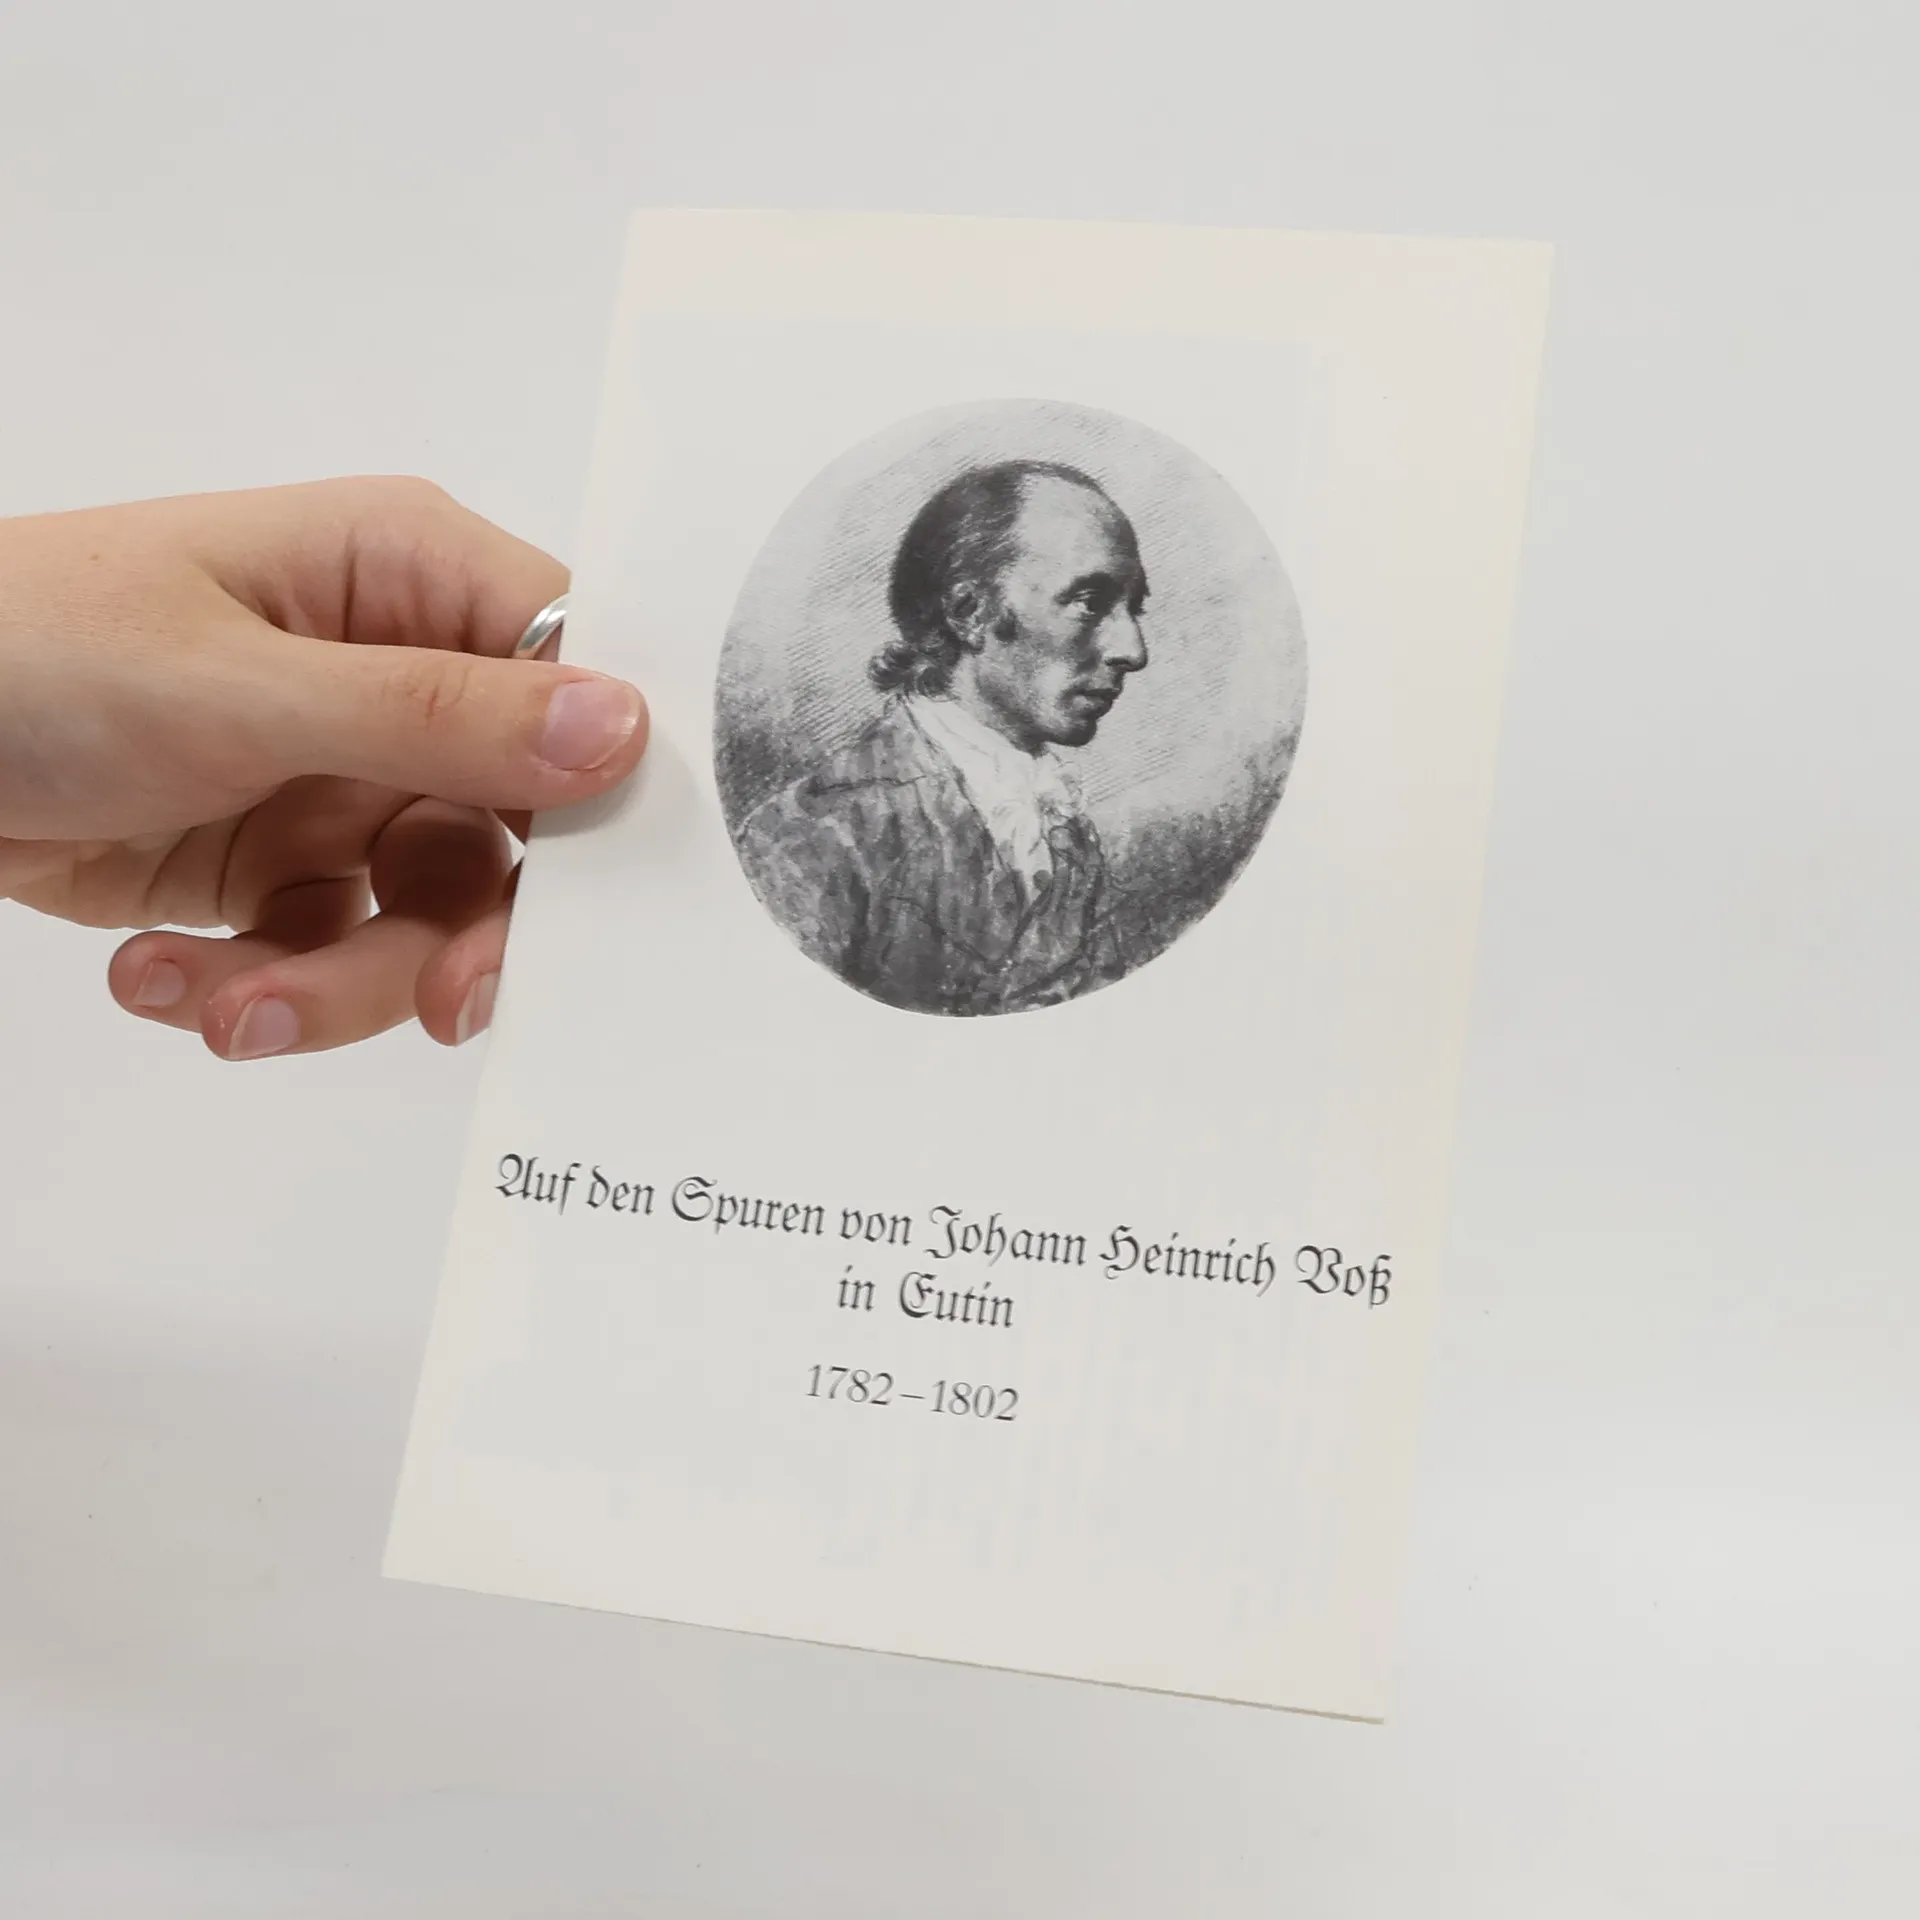 Auf den Spuren von Johann Heinrich Voß
in Eutin
1782–1802